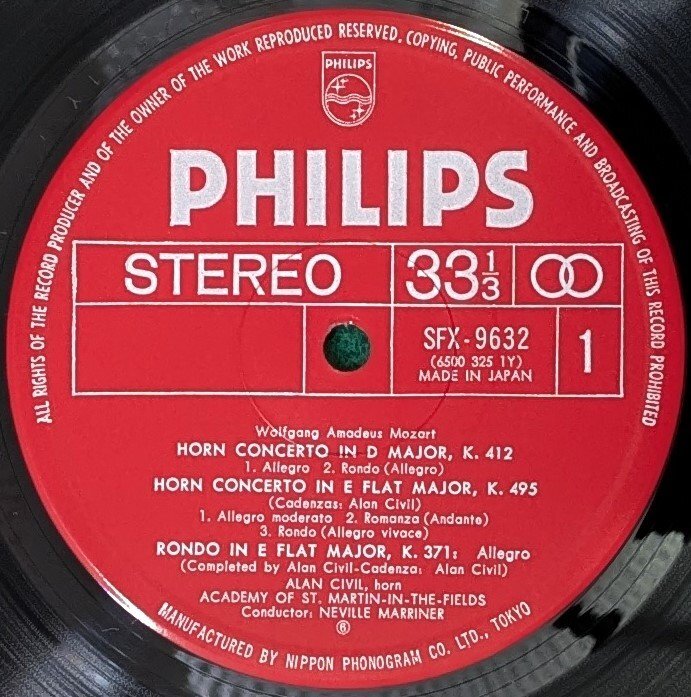 ALL RIGHTS OF THE RECORD PRODUCER AND OF THE OWNER OF THE WORK REPRODUCED RESERVED. COPYING, PUBLIC PERFORMANCE AND BROADCASTING OF THIS RECORD PROHIBITED
PHILIPS
PHILIPS
STEREO 33 1/3
SFX-9632
(6500 325 1Y)
MADE IN JAPAN
1
Wolfgang Amadeus Mozart
HORN CONCERTO IN D MAJOR, K. 412
1. Allegro 2. Rondo (Allegro)
HORN CONCERTO IN E FLAT MAJOR, K. 495
(Cadenzas: Alan Civil)
1. Allegro moderato 2. Romanza (Andante)
3. Rondo (Allegro vivace)
RONDO IN E FLAT MAJOR, K. 371: Allegro
(Completed by Alan Civil-Cadenza: Alan Civil)
ALAN CIVIL, horn
ACADEMY OF ST. MARTIN-IN-THE-FIELDS
Conductor: NEVILLE MARRINER
MANUFACTURED BY NIPPON PHONOGRAM CO. LTD., TOKYO